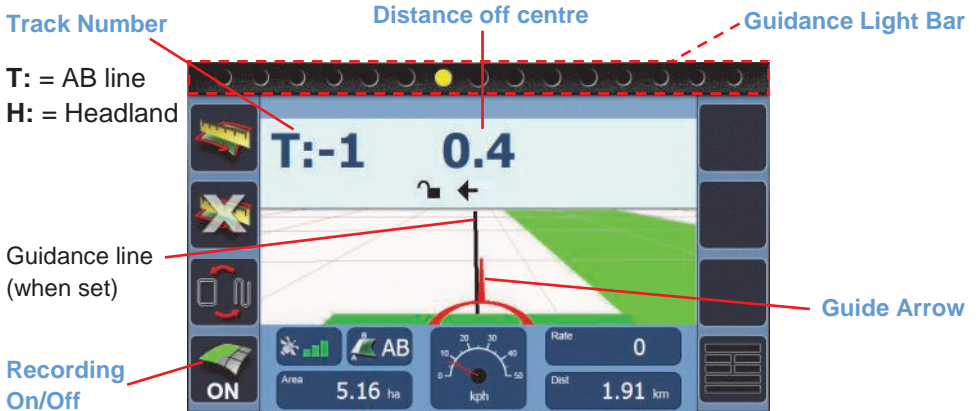 Track Number
Distance off centre
Guidance Light Bar
T: = AB line
H: = Headland
T:-1 0.4
Guidance line
(when set)
Guide Arrow
Recording
On/Off
ON
B
A
AB
Area
5.16 ha
0 10 20 30 40 50
kph
Rate
0
Dist
1.91 km